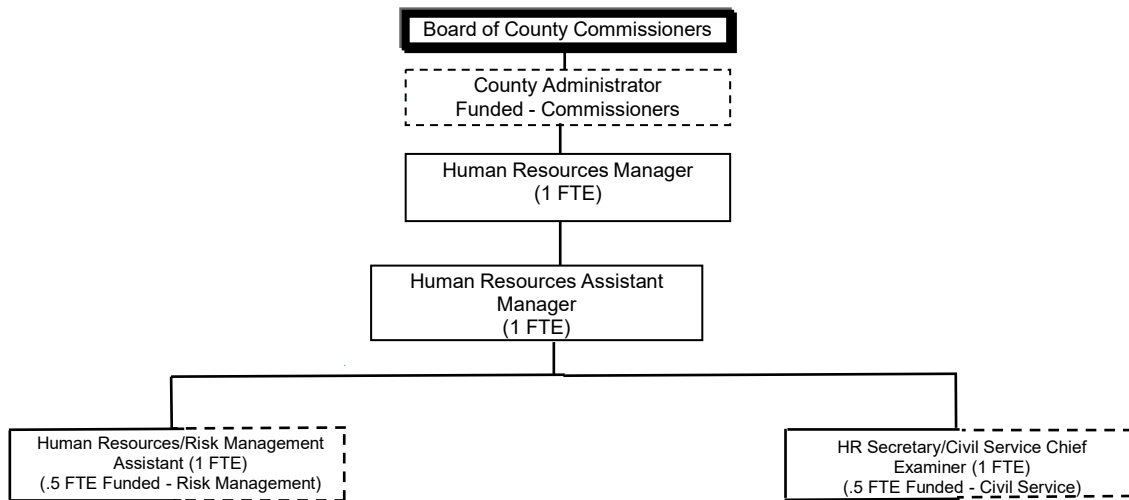 Board of County Commissioners
County Administrator
Funded - Commissioners
Human Resources Manager
(1 FTE)
Human Resources Assistant
Manager
(1 FTE)
Human Resources/Risk Management
Assistant (1 FTE)
(.5 FTE Funded - Risk Management)
HR Secretary/Civil Service Chief
Examiner (1 FTE)
(.5 FTE Funded - Civil Service)